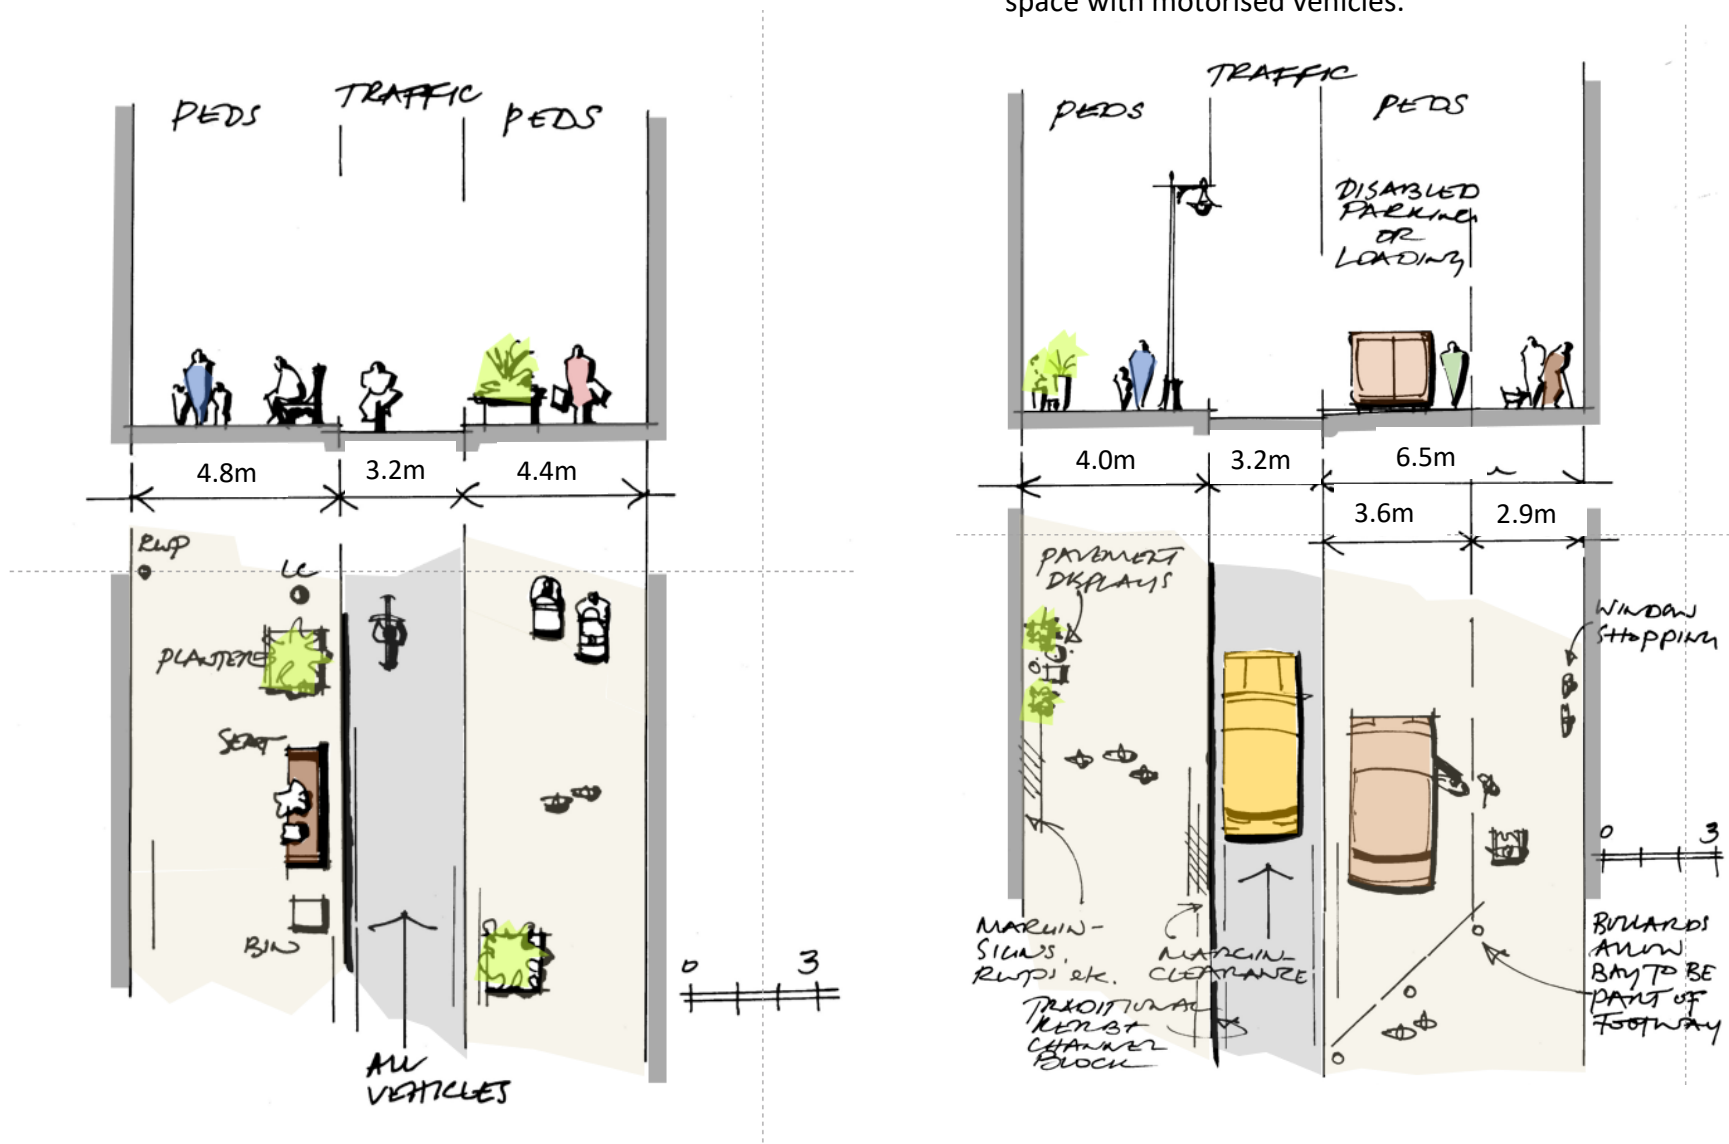 space with motorised vehicles.
PEDS
TRAFFIC
PEDS
4.8m
3.2m
4.4m
RWP
LC
PLANTERS
SEAT
BIN
ALL
VEHICLES
0
3
PEDS
TRAFFIC
PEDS
DISABLED
PARKING
OR
LOADING
4.0m
3.2m
6.5m
3.6m
2.9m
PAVEMENT
DISPLAYS
WINDOW
SHOPPING
0
3
MARGIN-
SIGNS,
RWPS etc.
MARGIN-
CLEARANCE
TRADITIONAL
KERB+
CHANNEL
BLOCK
BOLLARDS
ALLOW
BAY TO BE
PART OF
FOOTWAY